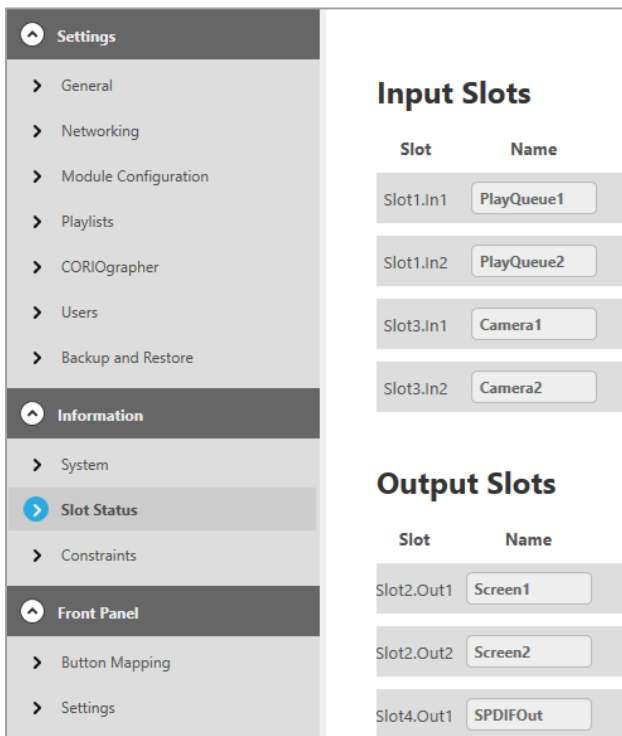 Settings
General
Networking
Module Configuration
Playlists
CORIOgrapher
Users
Backup and Restore
Information
System
Slot Status
Constraints
Front Panel
Button Mapping
Settings
Input Slots
Slot Name
Slot1.In1 PlayQueue1
Slot1.In2 PlayQueue2
Slot3.In1 Camera1
Slot3.In2 Camera2
Output Slots
Slot Name
Slot2.Out1 Screen1
Slot2.Out2 Screen2
Slot4.Out1 SPDIFOut